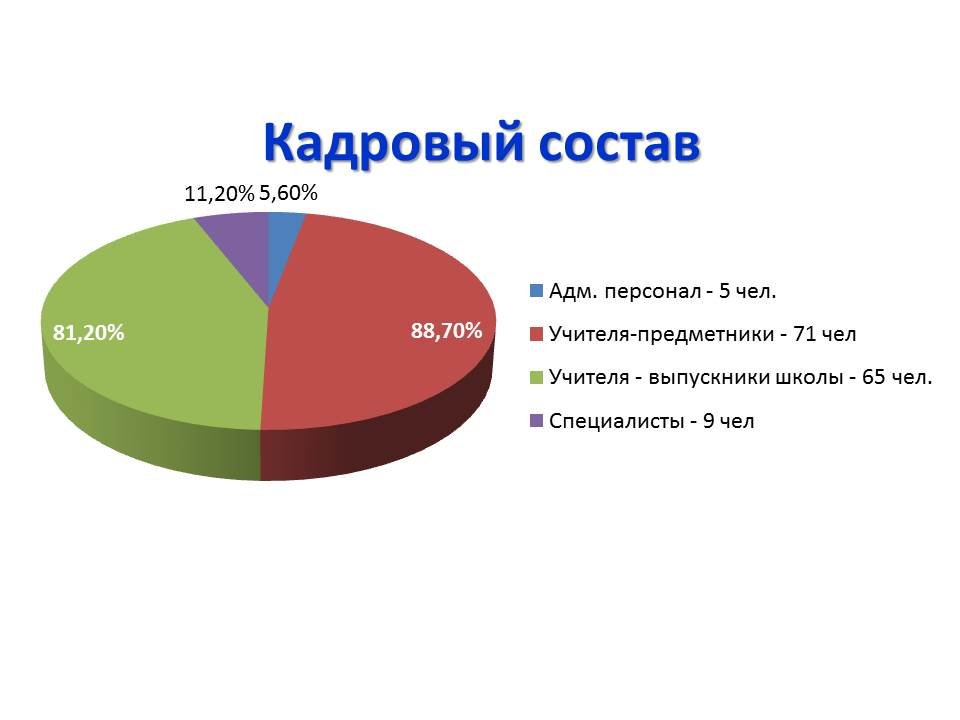 Кадровый состав
11,20% 5,60%
81,20%
88,70%
Адм. персонал - 5 чел.
Учителя-предметники - 71 чел
Учителя - выпускники школы - 65 чел.
Специалисты - 9 чел